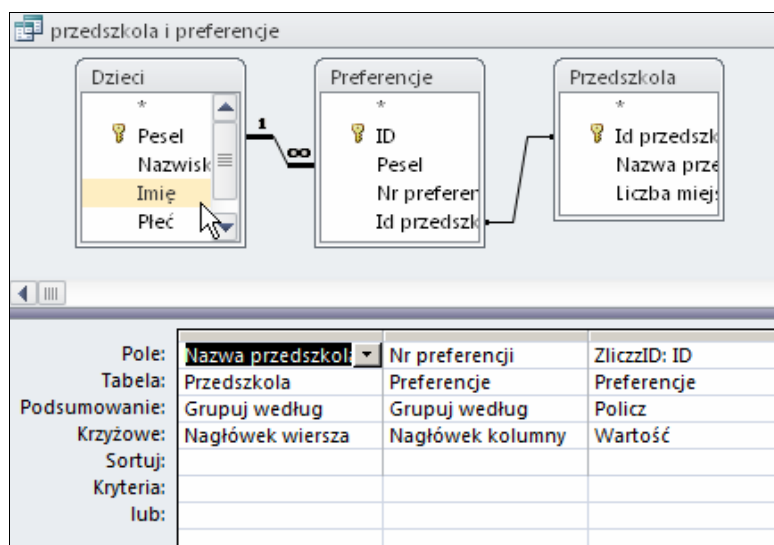 przedszkola i preferencje
Dzieci Preferencje Przedszkola
* * *
Pesel ID Id przedszk
Nazwisk Pesel Nazwa prze
Imię Nr preferen Liczba miej
Płeć Id przedszk
1 ∞
Pole: Nazwa przedszkol Nr preferencji ZliczzID: ID
Tabela: Przedszkola Preferencje Preferencje
Podsumowanie: Grupuj według Grupuj według Policz
Krzyżowe: Nagłówek wiersza Nagłówek kolumny Wartość
Sortuj:
Kryteria:
lub: